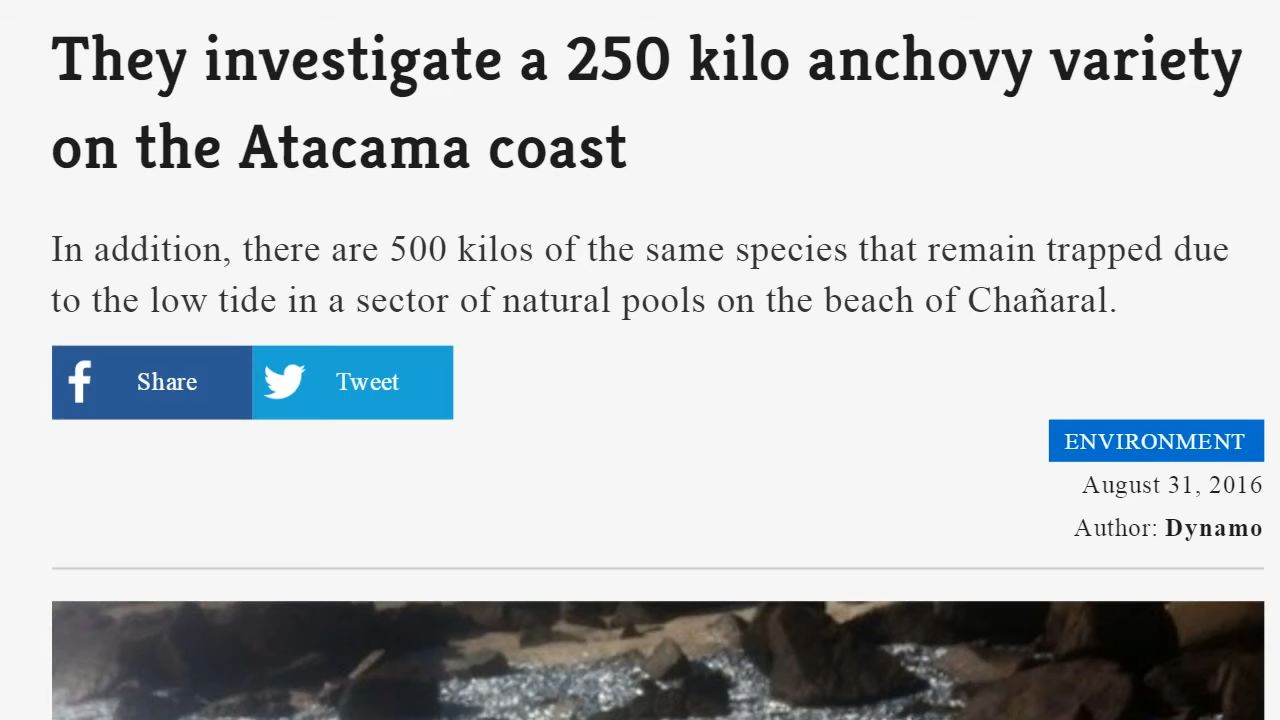 They investigate a 250 kilo anchovy variety
on the Atacama coast
In addition, there are 500 kilos of the same species that remain trapped due
to the low tide in a sector of natural pools on the beach of Chañaral.
Share
Tweet
ENVIRONMENT
August 31, 2016
Author: Dynamo